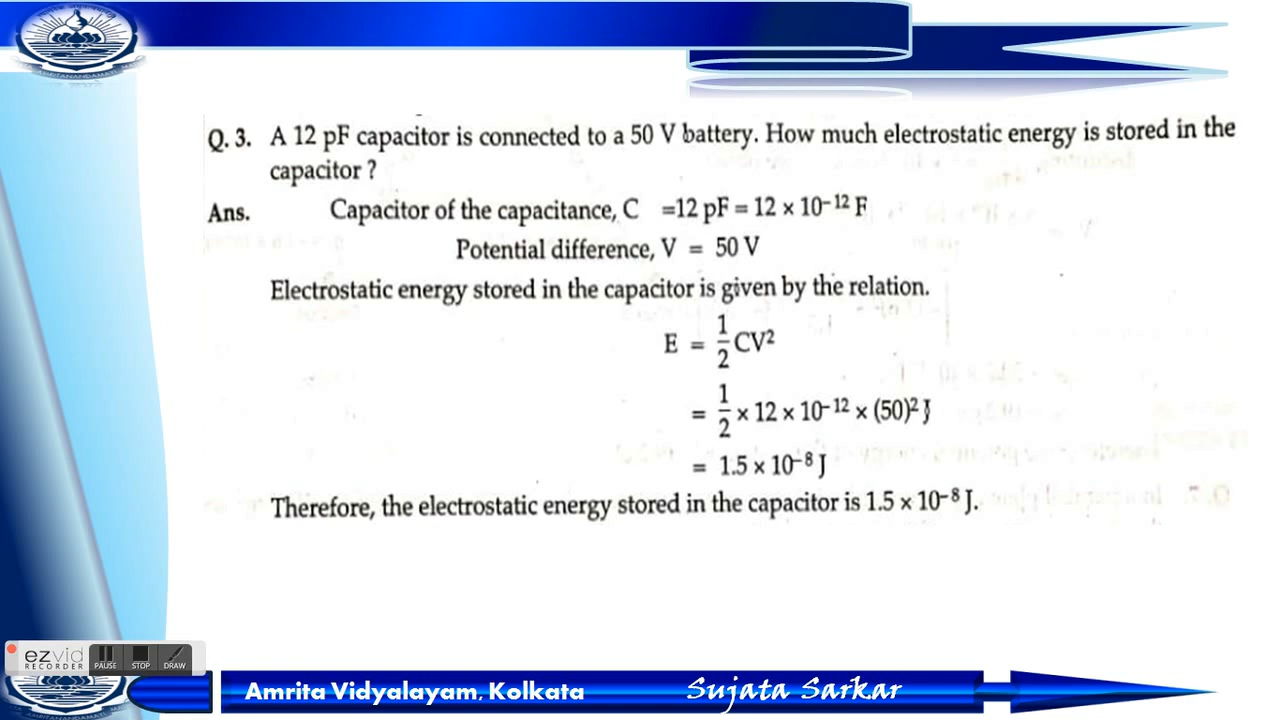 Q. 3. A 12 pF capacitor is connected to a 50 V battery. How much electrostatic energy is stored in the
capacitor ?
Ans. Capacitor of the capacitance, C =12 pF = 12 × 10⁻¹² F
Potential difference, V = 50 V
Electrostatic energy stored in the capacitor is given by the relation.
E = 1/2 CV²
= 1/2 × 12 × 10⁻¹² × (50)² J
= 1.5 × 10⁻⁸ J
Therefore, the electrostatic energy stored in the capacitor is 1.5 × 10⁻⁸ J.
ezvid
RECORDER
PAUSE STOP DRAW
Amrita Vidyalayam, Kolkata Sujata Sarkar